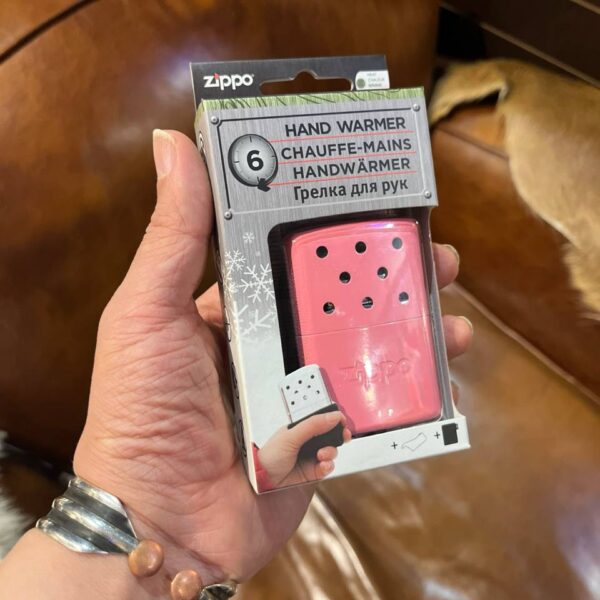 zippo
6
HAND WARMER
CHAUFFE-MAINS
HANDWÄRMER
Грелка для рук
zippo
+
+